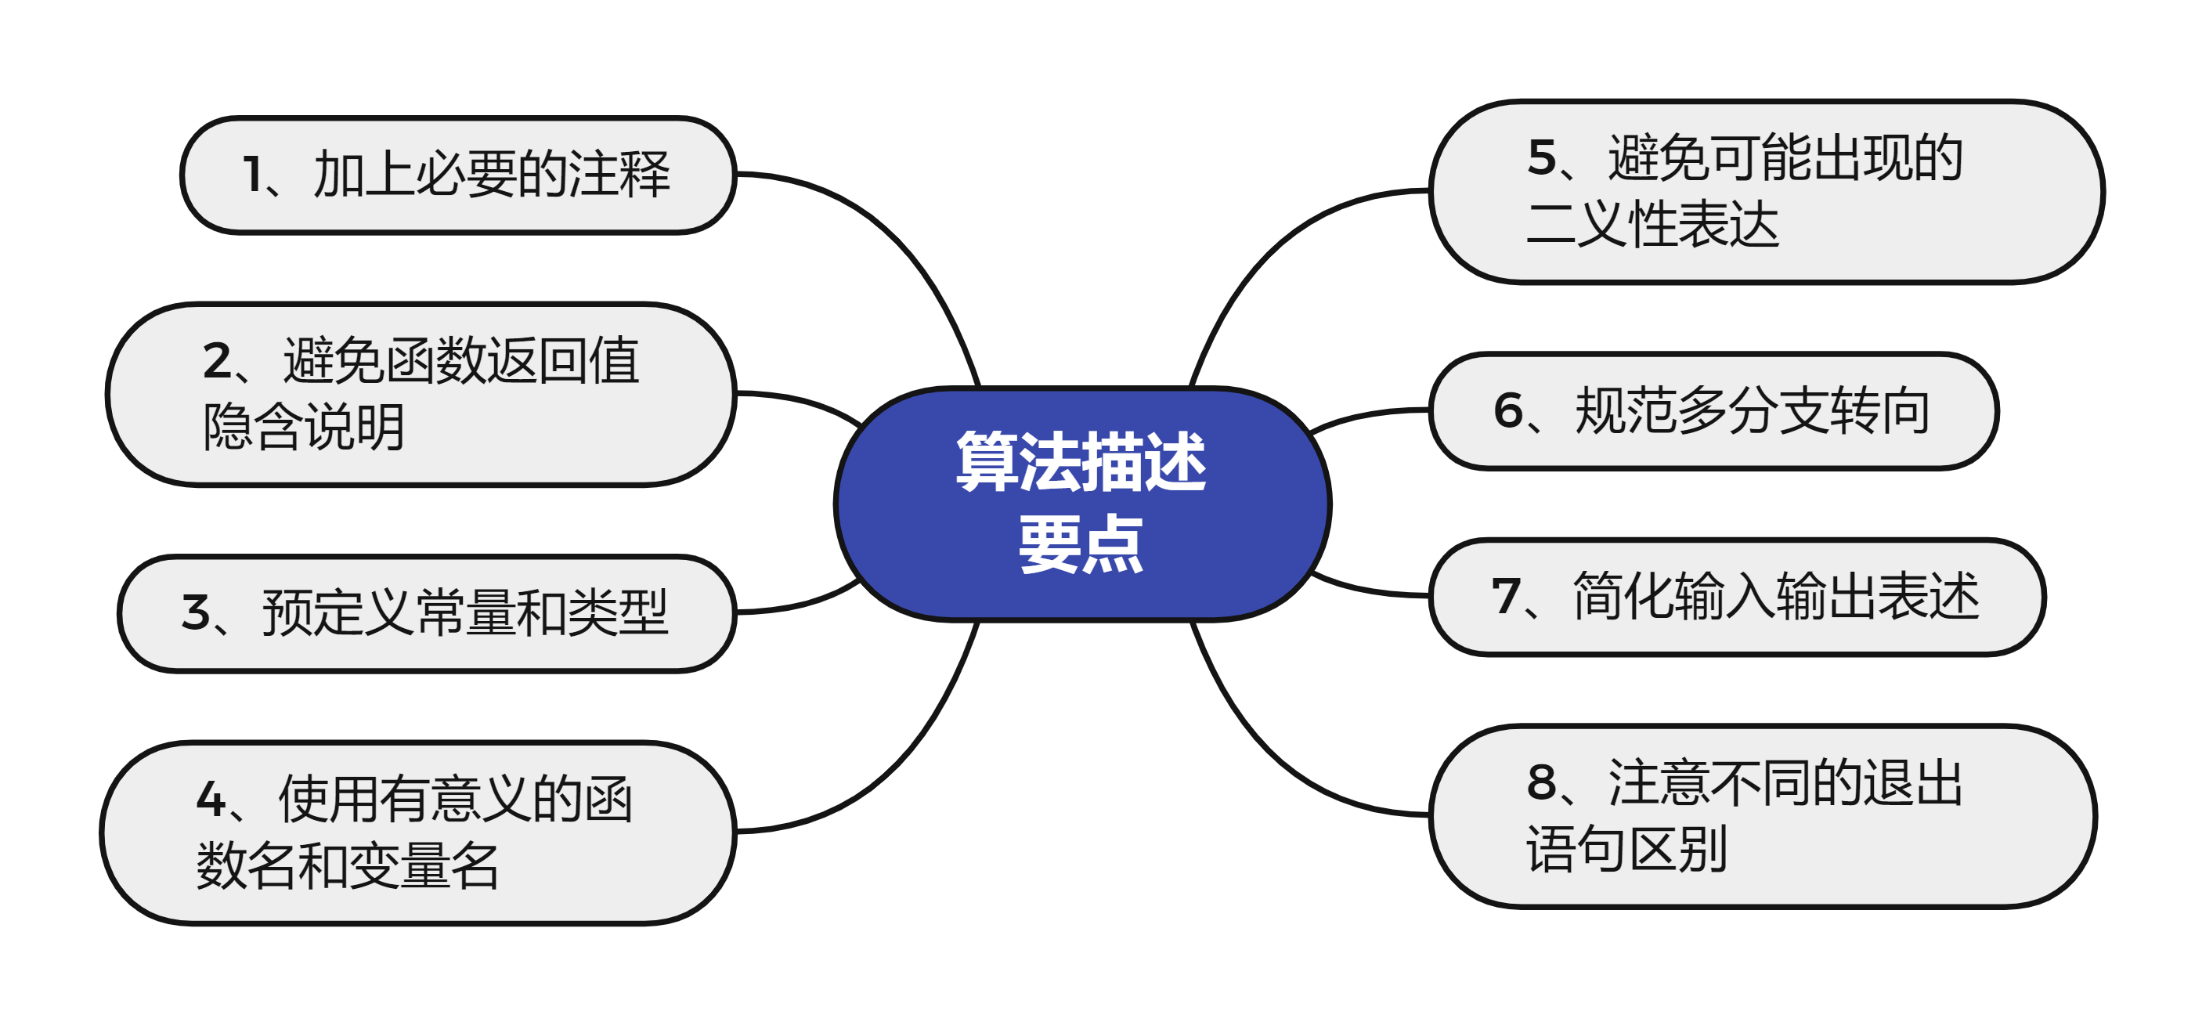 1、加上必要的注释
2、避免函数返回值
隐含说明
3、预定义常量和类型
4、使用有意义的函
数名和变量名
算法描述
要点
5、避免可能出现的
二义性表达
6、规范多分支转向
7、简化输入输出表述
8、注意不同的退出
语句区别